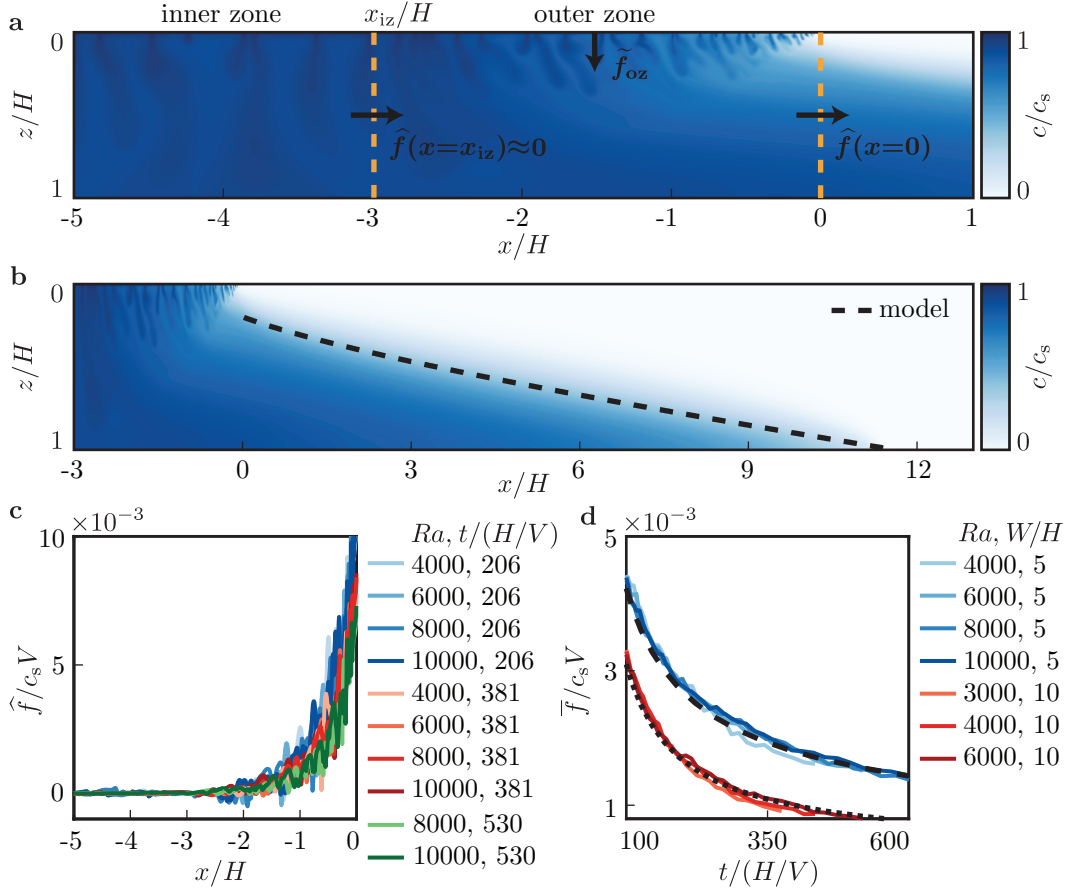 a
inner zone
x_iz/H
outer zone
0
z/H
1
f̃_oz
f̂(x=x_iz)≈0
f̂(x=0)
-5
-4
-3
-2
-1
0
1
x/H
1
c/c_s
0
b
0
z/H
1
model
-3
0
3
6
9
12
x/H
1
c/c_s
0
c
×10⁻³
10
5
0
f̂/c_sV
-5
-4
-3
-2
-1
0
x/H
Ra, t/(H/V)
4000, 206
6000, 206
8000, 206
10000, 206
4000, 381
6000, 381
8000, 381
10000, 381
8000, 530
10000, 530
d
×10⁻³
5
3
1
f̅/c_sV
100
350
600
t/(H/V)
Ra, W/H
4000, 5
6000, 5
8000, 5
10000, 5
3000, 10
4000, 10
6000, 10